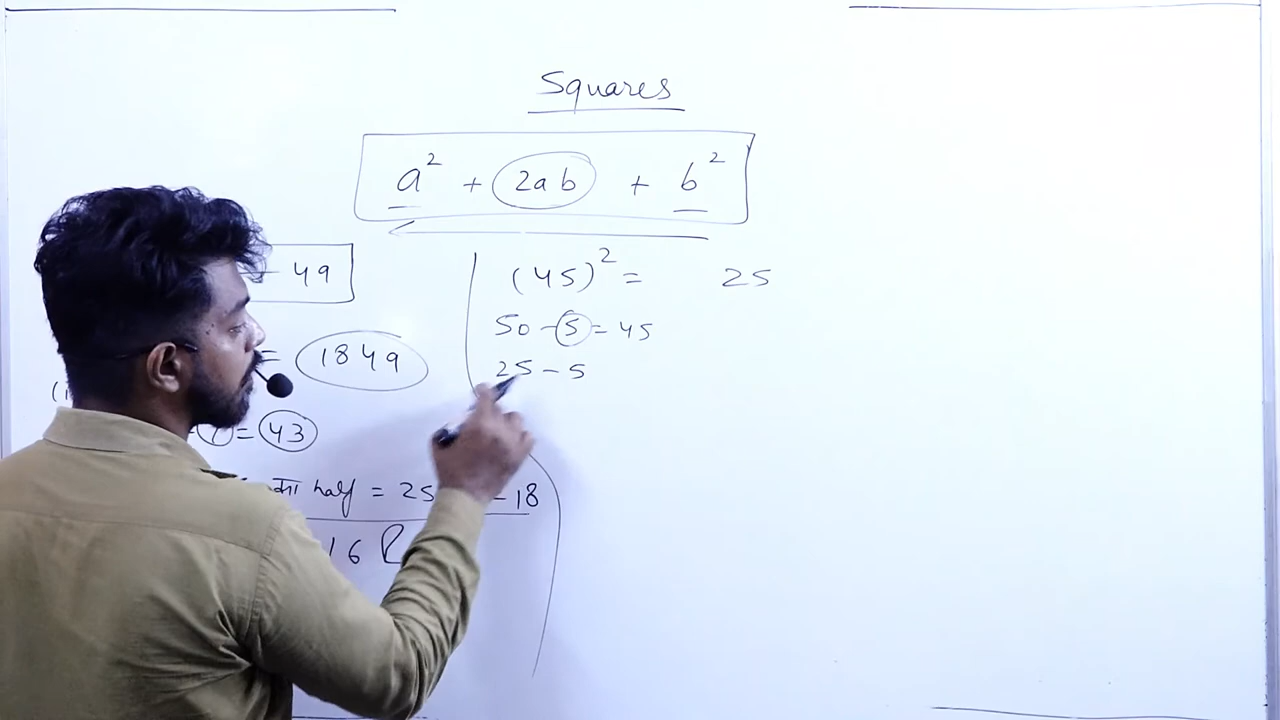 Squares
a² + 2ab + b²
- 49
= 1849
7 = 43
का half = 25 - 18
16
(45)² = 25
50 - 5 = 45
25 - 5